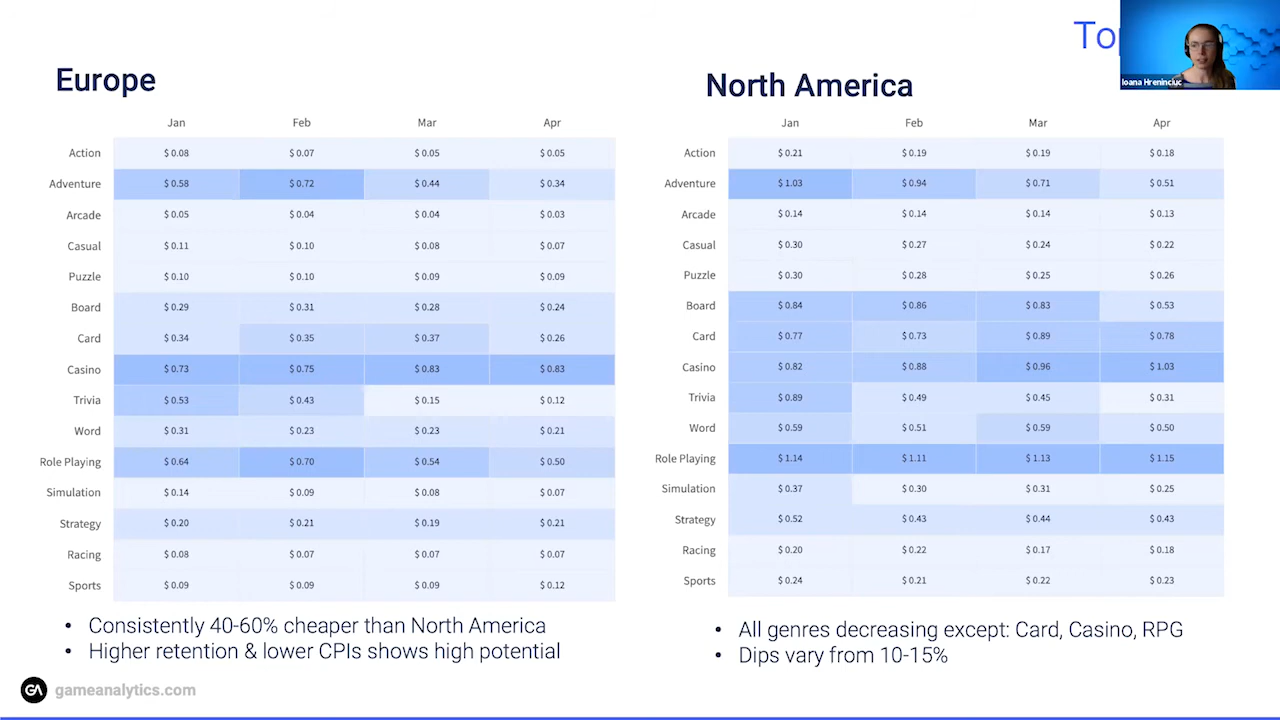 To
Ioana Hreninciuc
Europe
Jan Feb Mar Apr
Action $ 0.08 $ 0.07 $ 0.05 $ 0.05
Adventure $ 0.58 $ 0.72 $ 0.44 $ 0.34
Arcade $ 0.05 $ 0.04 $ 0.04 $ 0.03
Casual $ 0.11 $ 0.10 $ 0.08 $ 0.07
Puzzle $ 0.10 $ 0.10 $ 0.09 $ 0.09
Board $ 0.29 $ 0.31 $ 0.28 $ 0.24
Card $ 0.34 $ 0.35 $ 0.37 $ 0.26
Casino $ 0.73 $ 0.75 $ 0.83 $ 0.83
Trivia $ 0.53 $ 0.43 $ 0.15 $ 0.12
Word $ 0.31 $ 0.23 $ 0.23 $ 0.21
Role Playing $ 0.64 $ 0.70 $ 0.54 $ 0.50
Simulation $ 0.14 $ 0.09 $ 0.08 $ 0.07
Strategy $ 0.20 $ 0.21 $ 0.19 $ 0.21
Racing $ 0.08 $ 0.07 $ 0.07 $ 0.07
Sports $ 0.09 $ 0.09 $ 0.09 $ 0.12
• Consistently 40-60% cheaper than North America
• Higher retention & lower CPIs shows high potential
North America
Jan Feb Mar Apr
Action $ 0.21 $ 0.19 $ 0.19 $ 0.18
Adventure $ 1.03 $ 0.94 $ 0.71 $ 0.51
Arcade $ 0.14 $ 0.14 $ 0.14 $ 0.13
Casual $ 0.30 $ 0.27 $ 0.24 $ 0.22
Puzzle $ 0.30 $ 0.28 $ 0.25 $ 0.26
Board $ 0.84 $ 0.86 $ 0.83 $ 0.53
Card $ 0.77 $ 0.73 $ 0.89 $ 0.78
Casino $ 0.82 $ 0.88 $ 0.96 $ 1.03
Trivia $ 0.89 $ 0.49 $ 0.45 $ 0.31
Word $ 0.59 $ 0.51 $ 0.59 $ 0.50
Role Playing $ 1.14 $ 1.11 $ 1.13 $ 1.15
Simulation $ 0.37 $ 0.30 $ 0.31 $ 0.25
Strategy $ 0.52 $ 0.43 $ 0.44 $ 0.43
Racing $ 0.20 $ 0.22 $ 0.17 $ 0.18
Sports $ 0.24 $ 0.21 $ 0.22 $ 0.23
• All genres decreasing except: Card, Casino, RPG
• Dips vary from 10-15%
GA gameanalytics.com